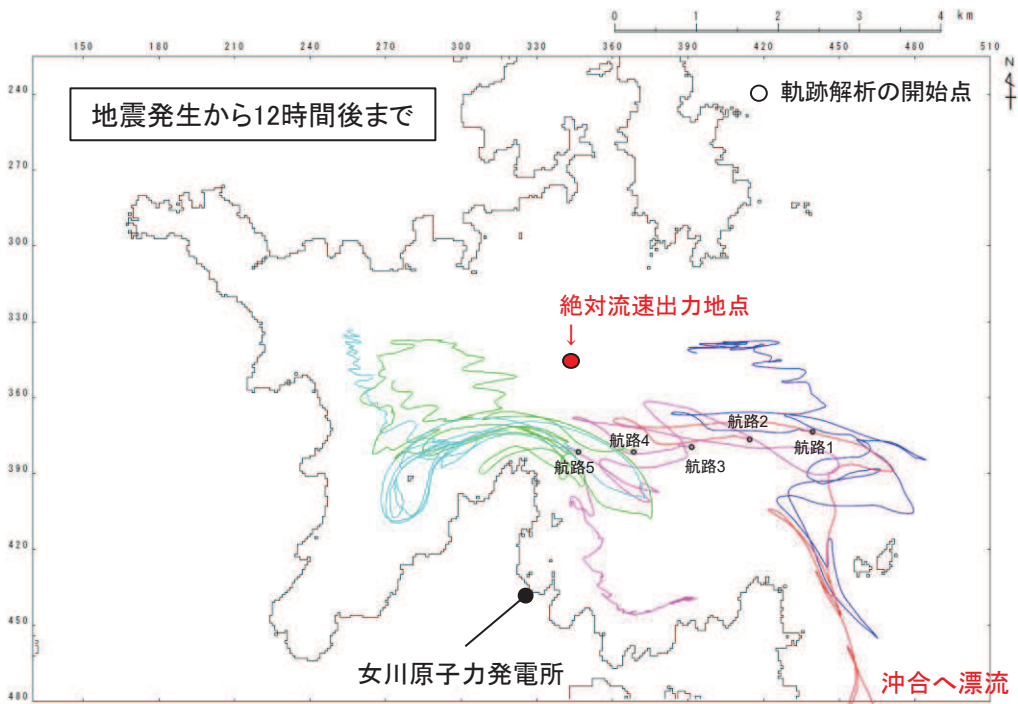 0 1 2 3 4 km
150 180 210 240 270 300 330 360 390 420 450 480 510
N
240
270
300
330
360
390
420
450
480
地震発生から12時間後まで
軌跡解析の開始点
絶対流速出力地点
↓
航路2
航路4
航路1
航路5
航路3
女川原子力発電所
沖合へ漂流